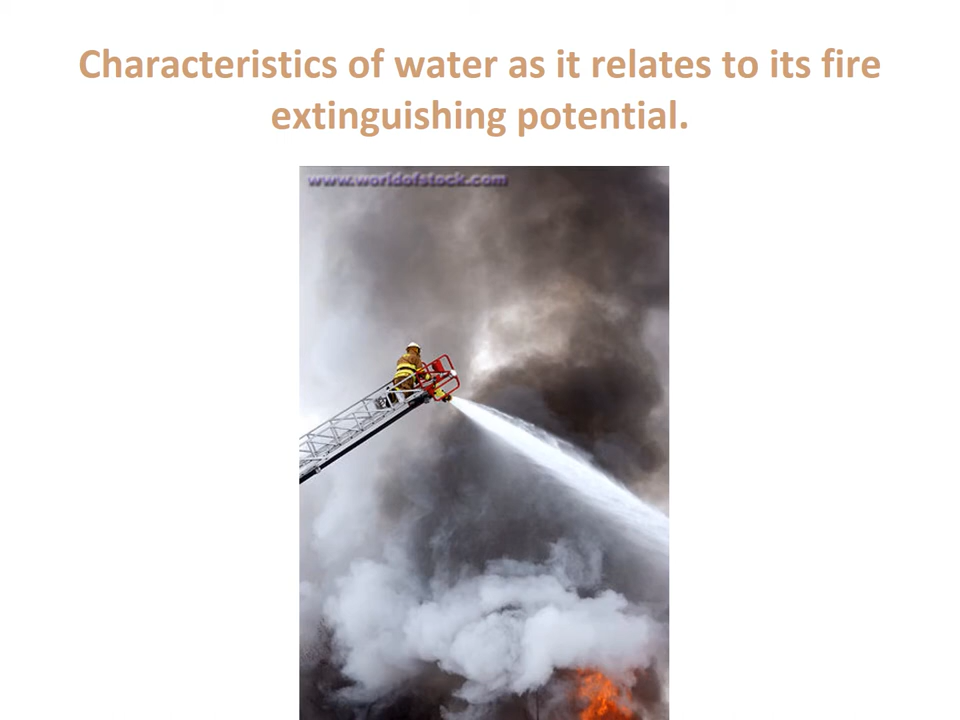 Characteristics of water as it relates to its fire
extinguishing potential.
www.worldofstock.com